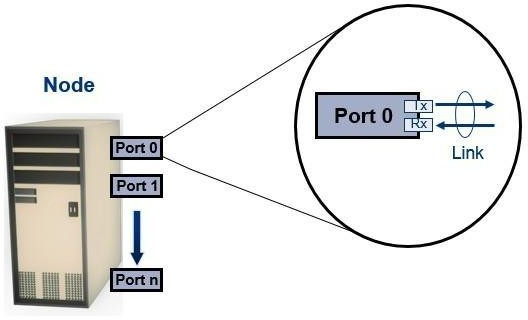 Node
Port 0
Port 1
Port n
Port 0
Tx
Rx
Link